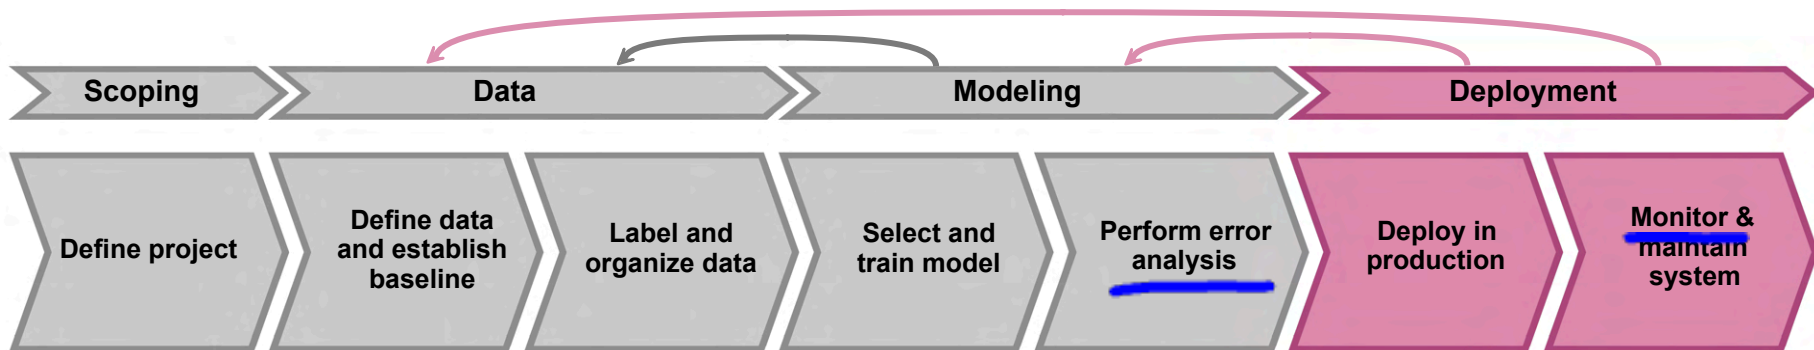 Scoping
Data
Modeling
Deployment
Define project
Define data
and establish
baseline
Label and
organize data
Select and
train model
Perform error
analysis
Deploy in
production
Monitor &
maintain
system